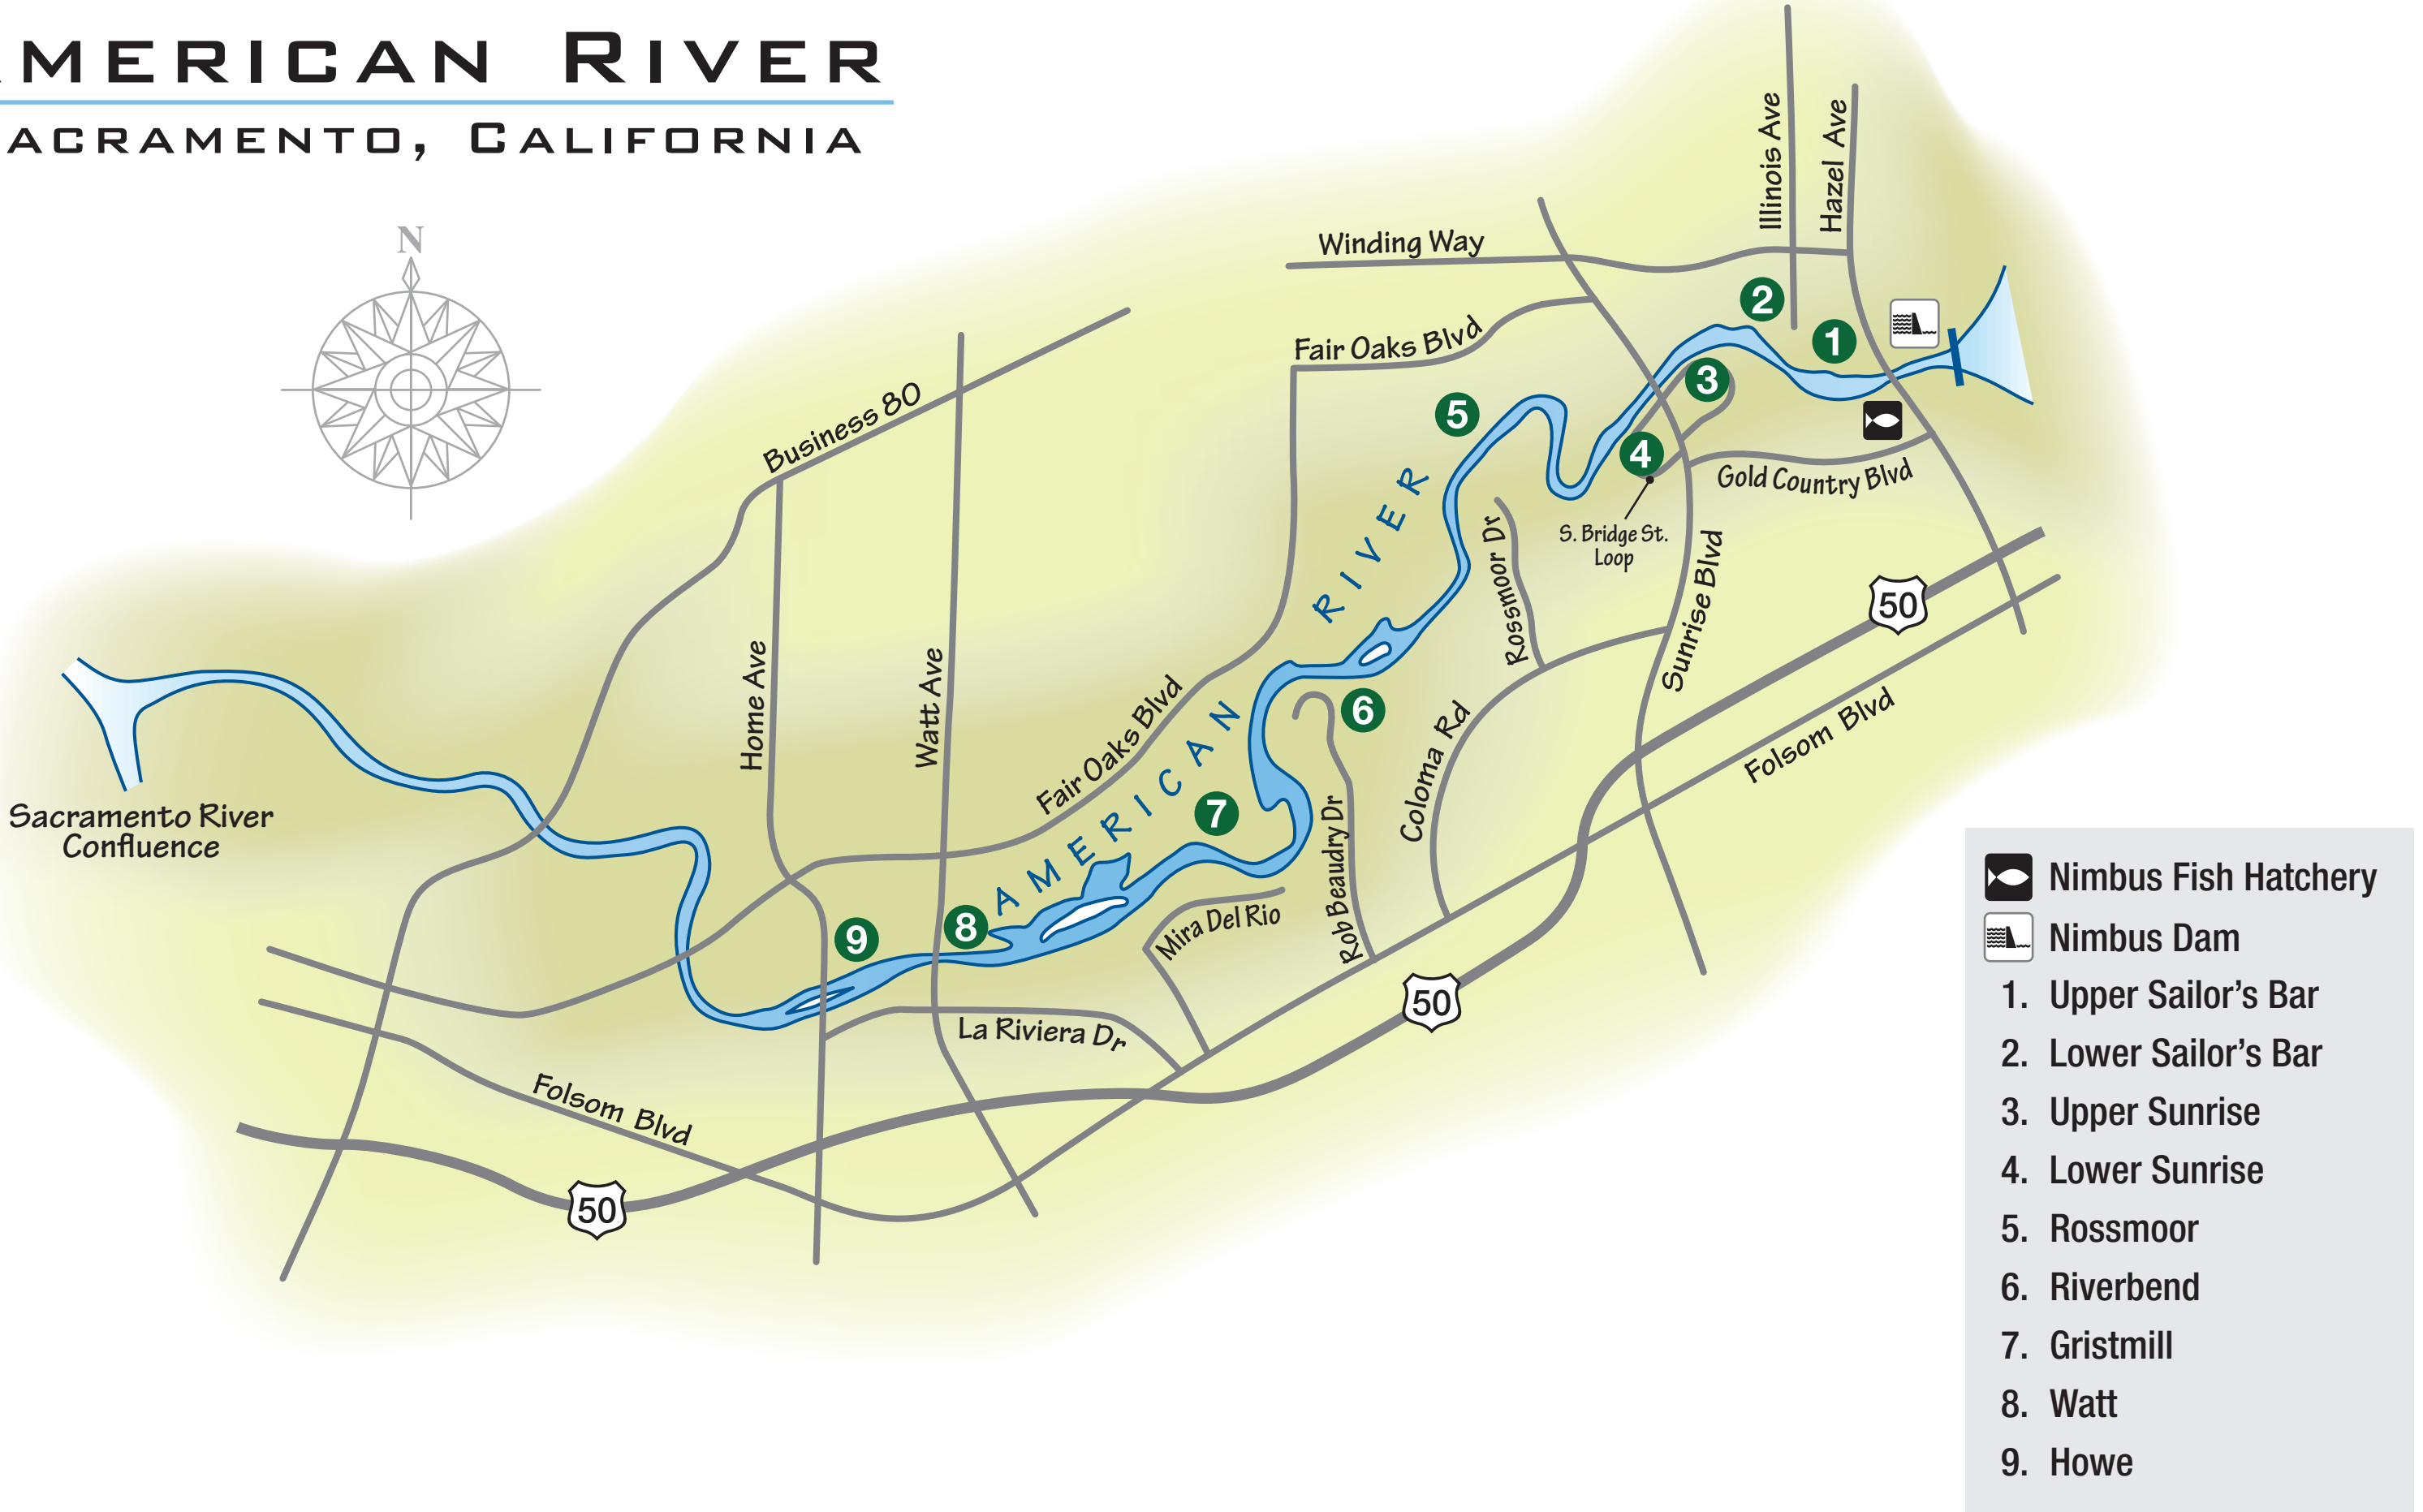 MERICAN RIVER
ACRAMENTO, CALIFORNIA
N
Illinois Ave
Hazel Ave
Winding Way
Fair Oaks Blvd
Business 80
Gold Country Blvd
S. Bridge St.
Loop
Rossmoor Dr
Sunrise Blvd
Home Ave
Watt Ave
Fair Oaks Blvd
AMERICAN RIVER
Coloma Rd
Folsom Blvd
Rob Beaudry Dr
Mira Del Rio
La Riviera Dr
Folsom Blvd
Sacramento River
Confluence
1
2
3
4
5
6
7
8
9
50
50
50
Nimbus Fish Hatchery
Nimbus Dam
1. Upper Sailor's Bar
2. Lower Sailor's Bar
3. Upper Sunrise
4. Lower Sunrise
5. Rossmoor
6. Riverbend
7. Gristmill
8. Watt
9. Howe